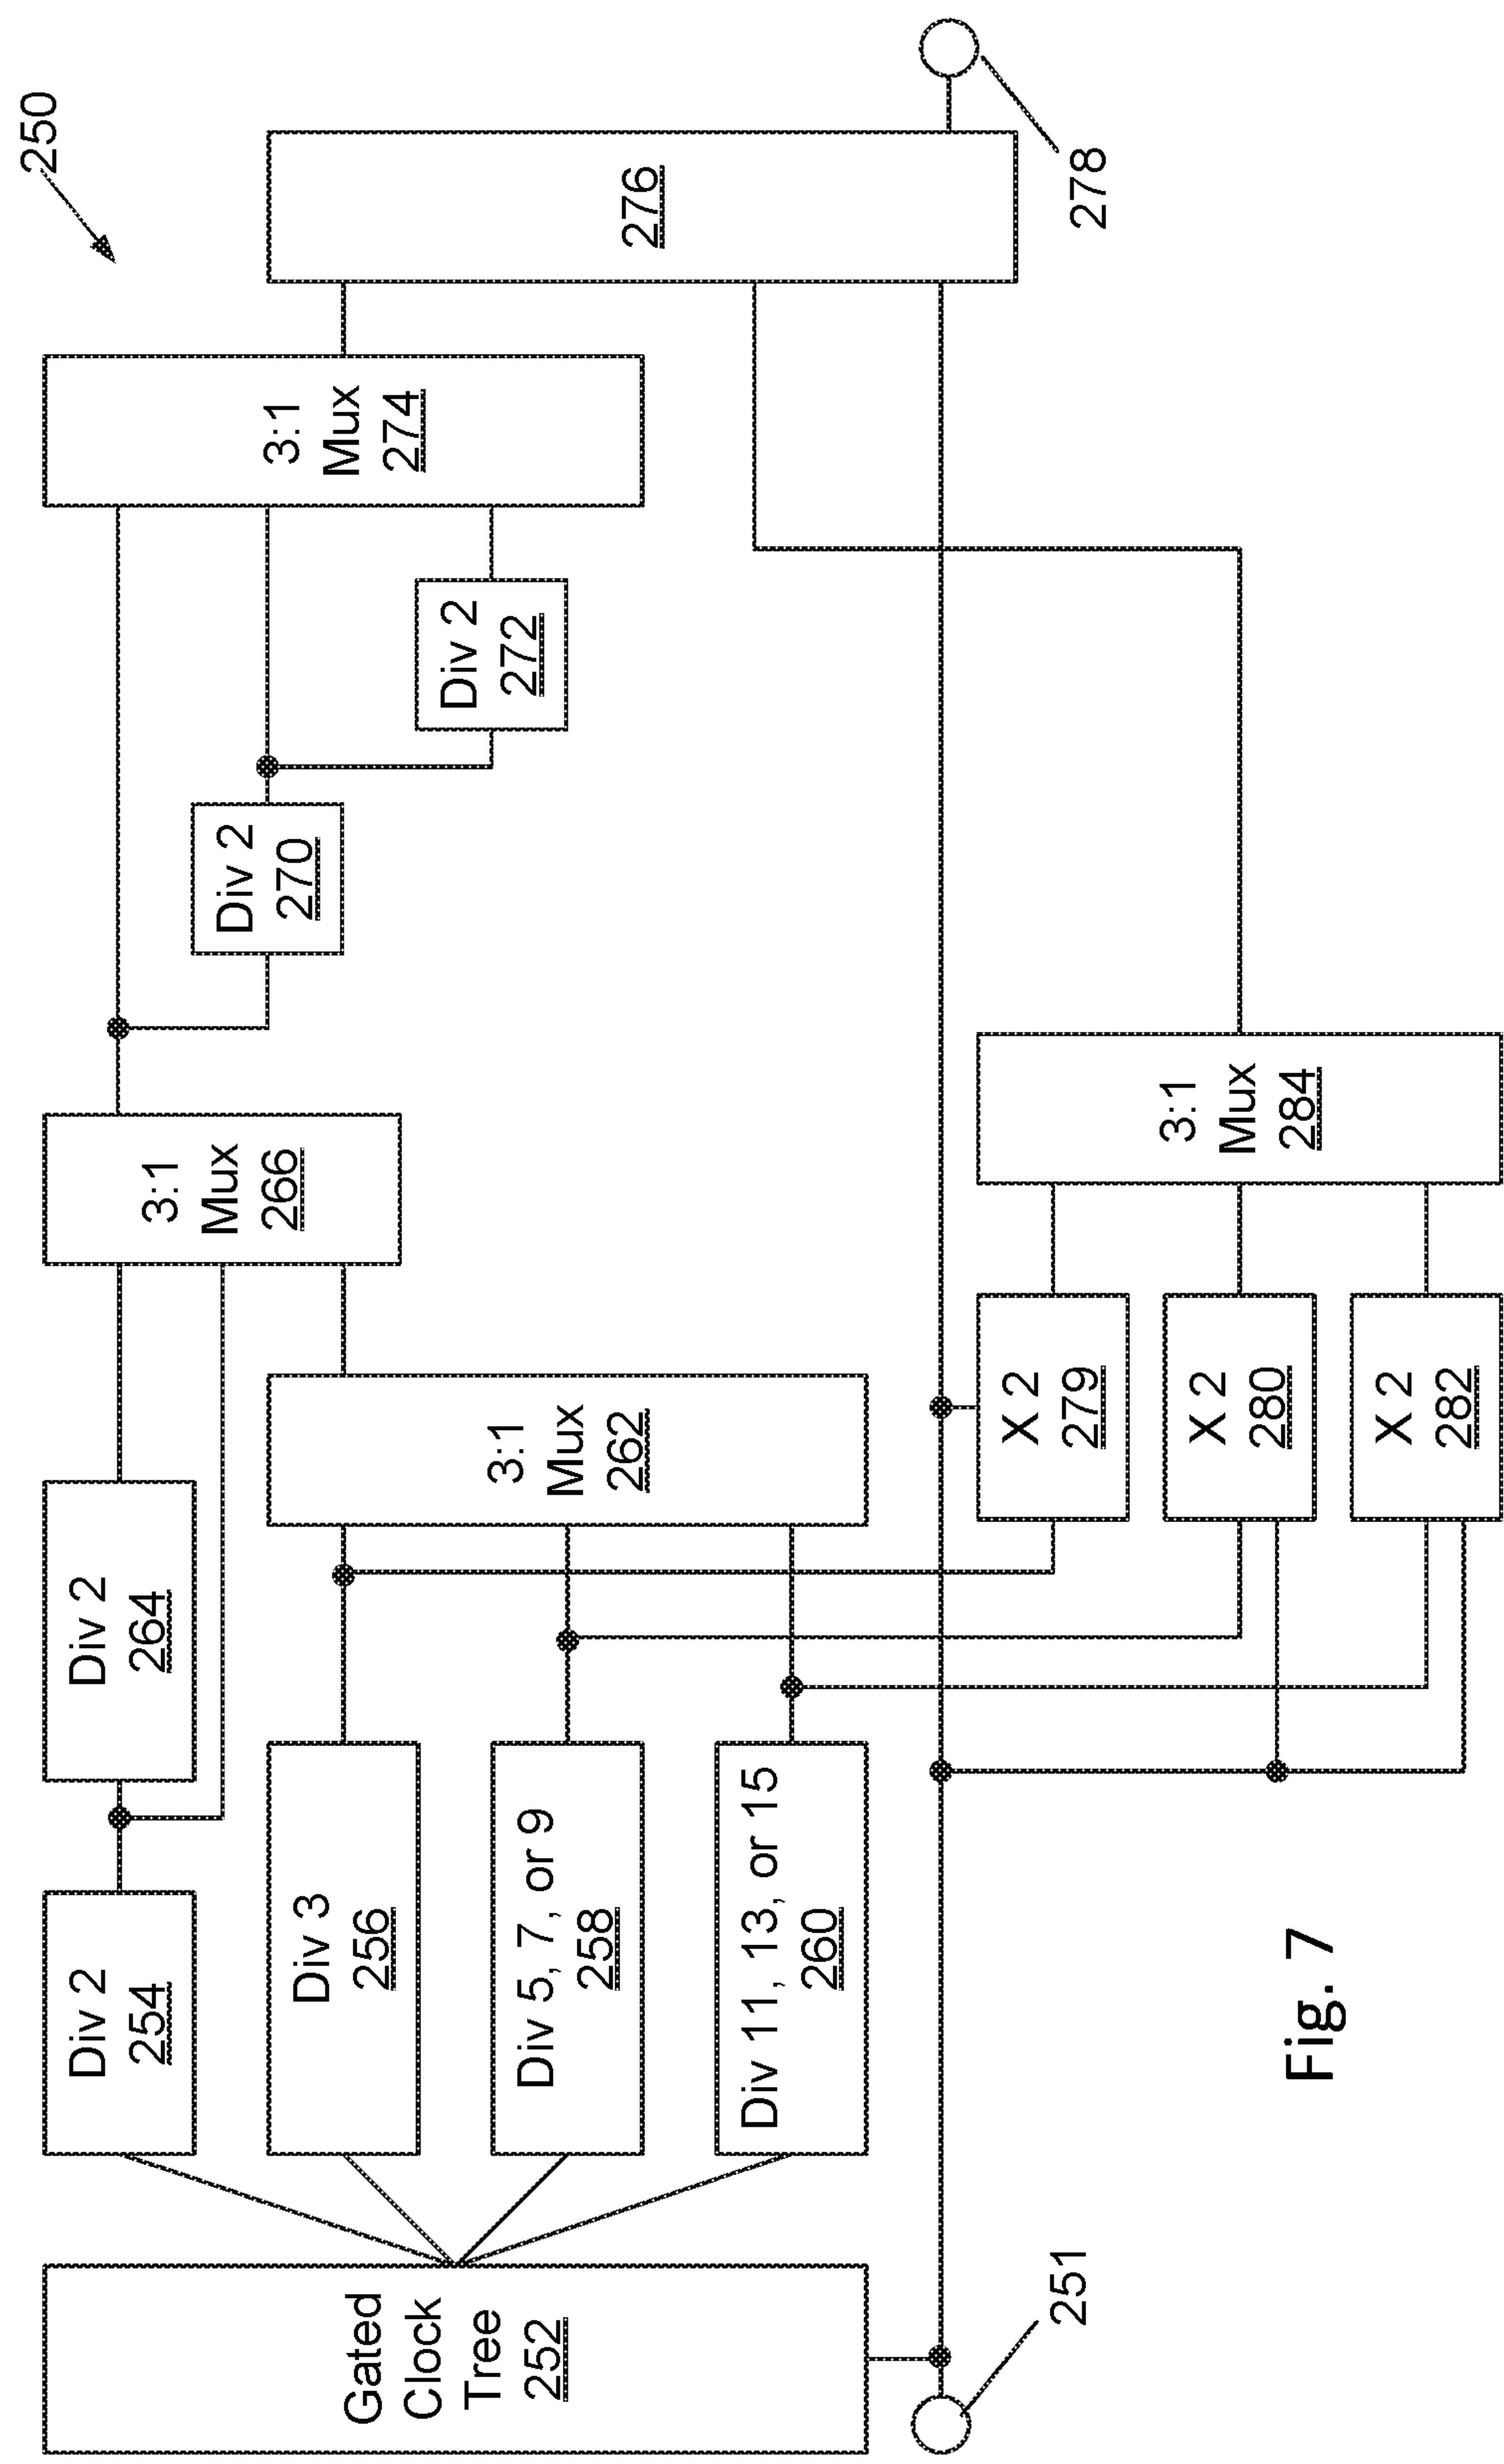 250
Gated
Clock
Tree
252
Div 2
254
Div 2
264
3:1
Mux
266
Div 2
270
Div 2
272
3:1
Mux
274
276
278
Div 3
256
Div 5, 7, or 9
258
Div 11, 13, or 15
260
3:1
Mux
262
X 2
279
X 2
280
X 2
282
3:1
Mux
284
251
Fig. 7